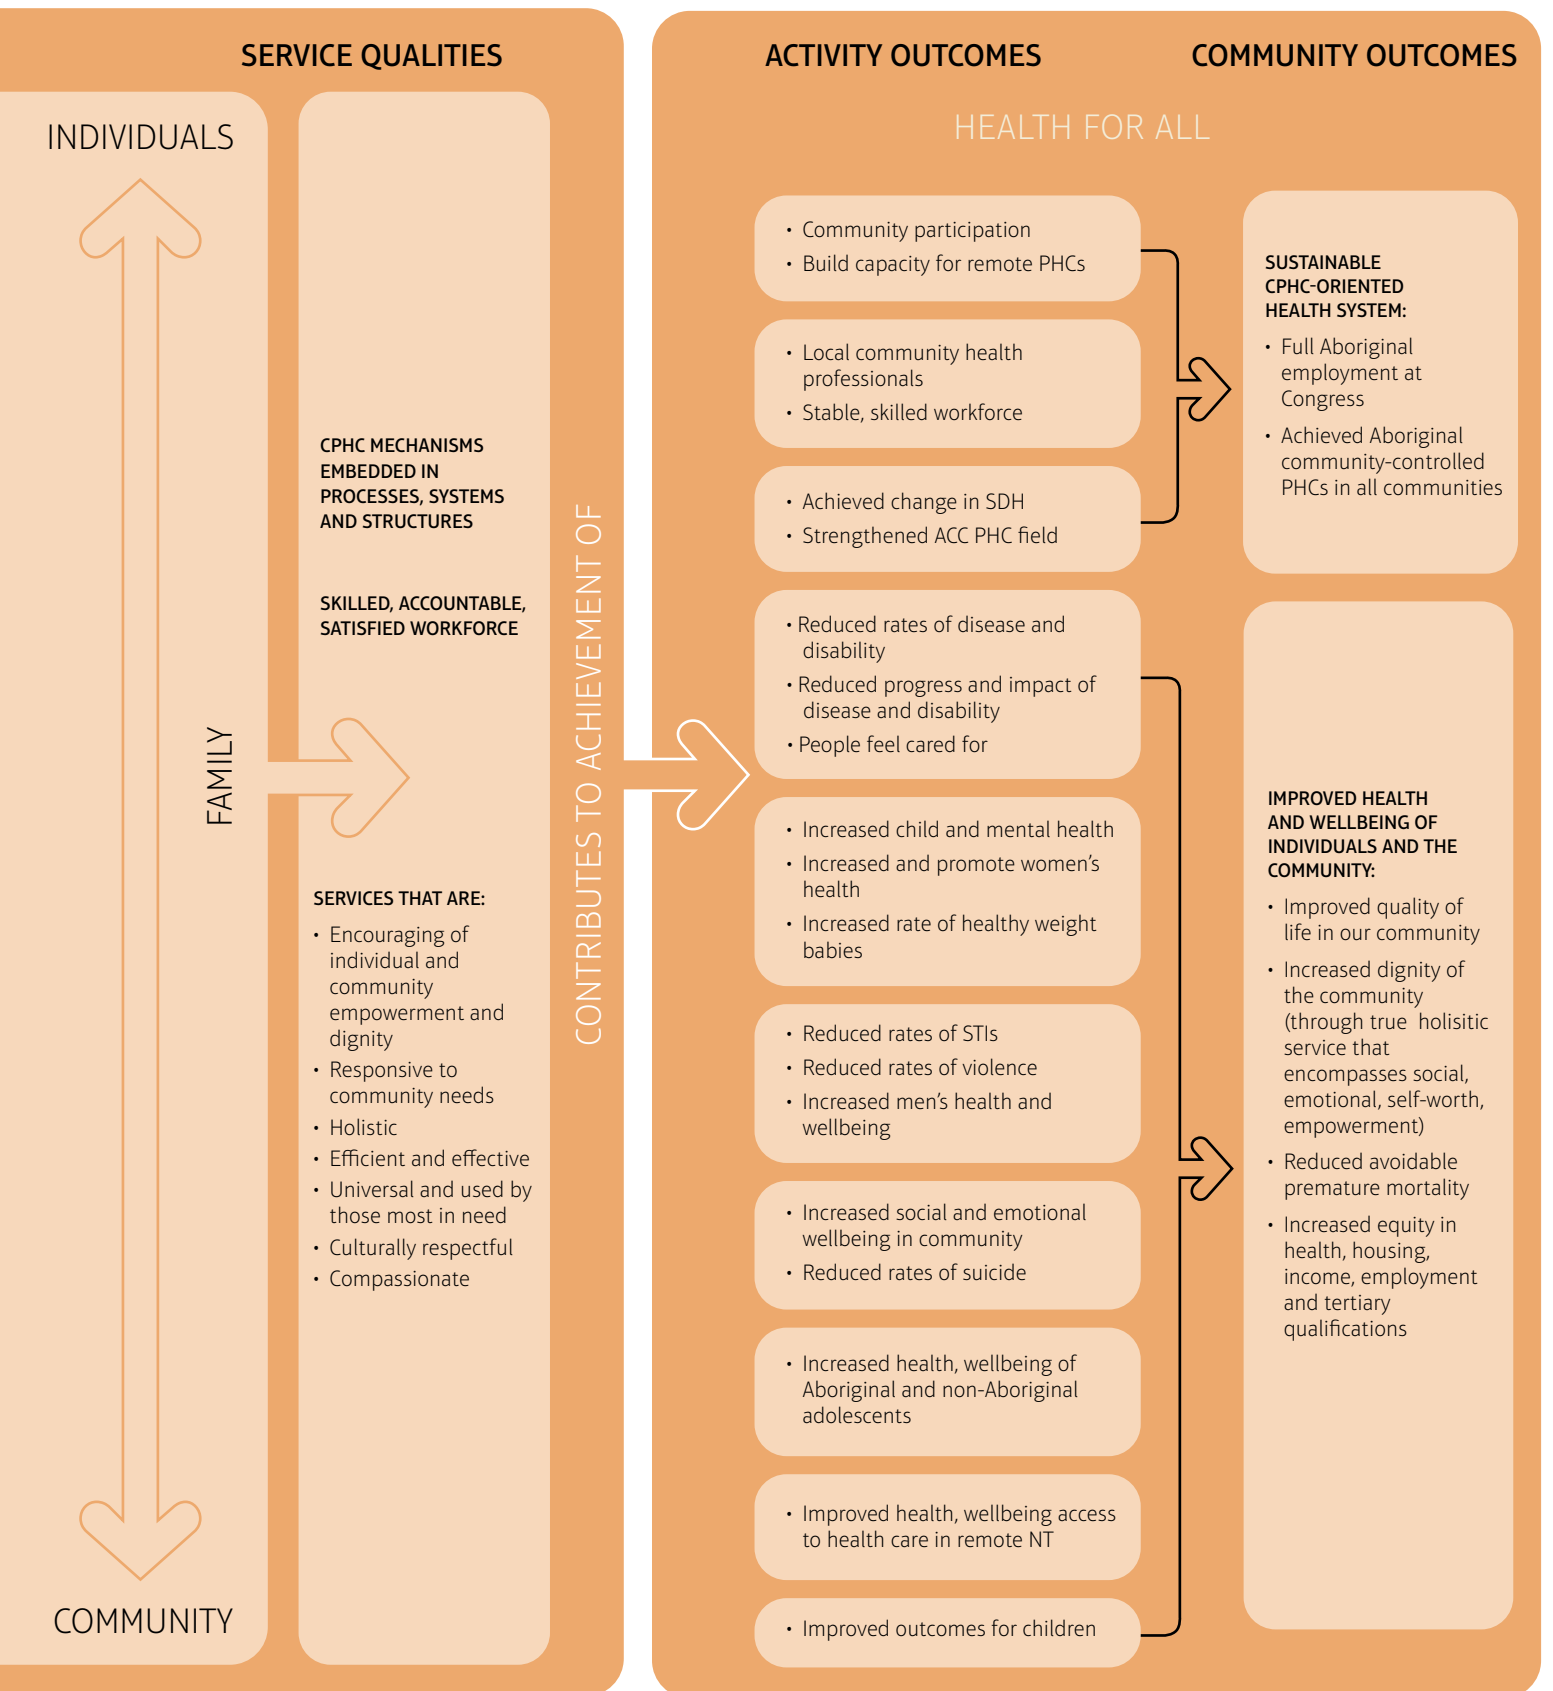 SERVICE QUALITIES
INDIVIDUALS
FAMILY
COMMUNITY
CPHC MECHANISMS
EMBEDDED IN
PROCESSES, SYSTEMS
AND STRUCTURES
SKILLED, ACCOUNTABLE,
SATISFIED WORKFORCE
SERVICES THAT ARE:
• Encouraging of
individual and
community
empowerment and
dignity
• Responsive to
community needs
• Holistic
• Efficient and effective
• Universal and used by
those most in need
• Culturally respectful
• Compassionate
CONTRIBUTES TO ACHIEVEMENT OF
ACTIVITY OUTCOMES
COMMUNITY OUTCOMES
HEALTH FOR ALL
• Community participation
• Build capacity for remote PHCs
• Local community health
professionals
• Stable, skilled workforce
• Achieved change in SDH
• Strengthened ACC PHC field
• Reduced rates of disease and
disability
• Reduced progress and impact of
disease and disability
• People feel cared for
• Increased child and mental health
• Increased and promote women’s
health
• Increased rate of healthy weight
babies
• Reduced rates of STIs
• Reduced rates of violence
• Increased men’s health and
wellbeing
• Increased social and emotional
wellbeing in community
• Reduced rates of suicide
• Increased health, wellbeing of
Aboriginal and non-Aboriginal
adolescents
• Improved health, wellbeing access
to health care in remote NT
• Improved outcomes for children
SUSTAINABLE
CPHC-ORIENTED
HEALTH SYSTEM:
• Full Aboriginal
employment at
Congress
• Achieved Aboriginal
community-controlled
PHCs in all communities
IMPROVED HEALTH
AND WELLBEING OF
INDIVIDUALS AND THE
COMMUNITY:
• Improved quality of
life in our community
• Increased dignity of
the community
(through true holisitic
service that
encompasses social,
emotional, self-worth,
empowerment)
• Reduced avoidable
premature mortality
• Increased equity in
health, housing,
income, employment
and tertiary
qualifications